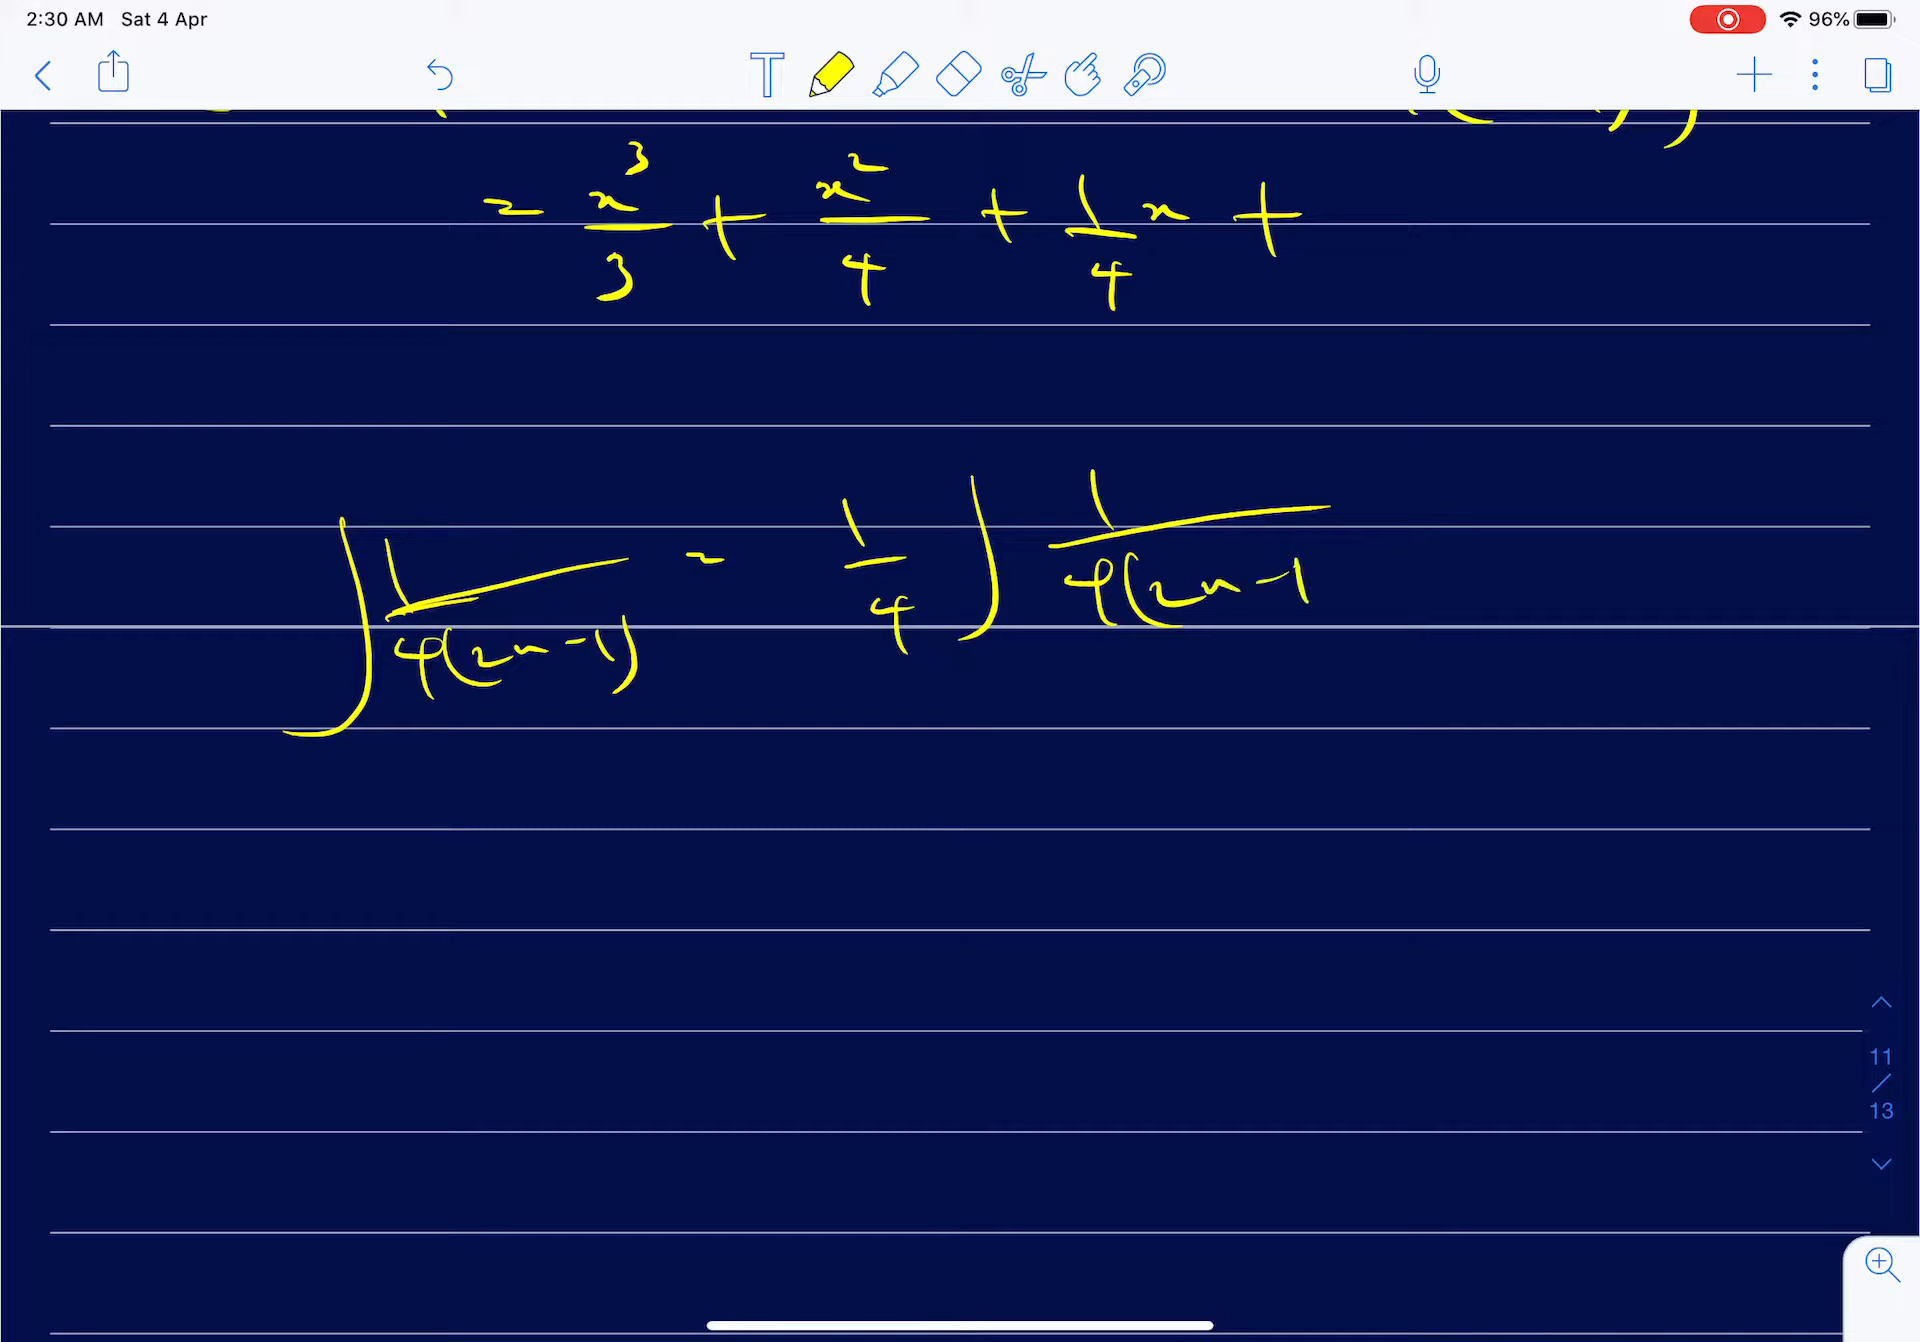 2:30 AM Sat 4 Apr 96%
= x³/3 + x²/4 + 1/4 x +
∫ 1/4(2x-1) = 1/4 ∫ 1/4(2x-1
11
/
13